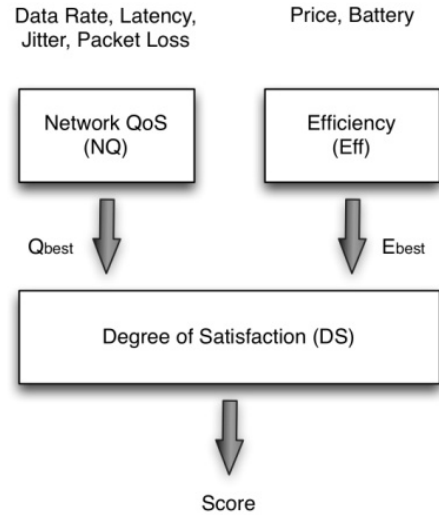 Data Rate, Latency,
Jitter, Packet Loss
Price, Battery
Network QoS
(NQ)
Efficiency
(Eff)
Qbest
Ebest
Degree of Satisfaction (DS)
Score